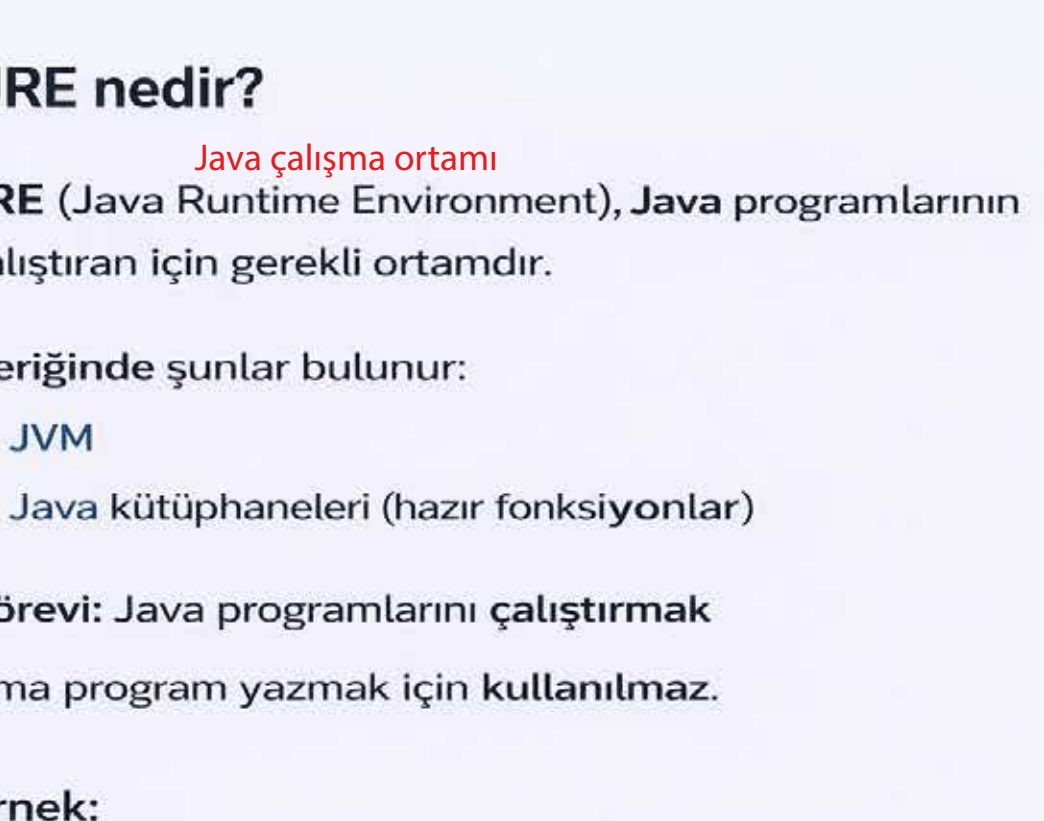 RE nedir?
Java çalışma ortamı
RE (Java Runtime Environment), Java programlarının
lıştıran için gerekli ortamdır.
eriğinde şunlar bulunur:
JVM
Java kütüphaneleri (hazır fonksiyonlar)
örevi: Java programlarını çalıştırmak
ma program yazmak için kullanılmaz.
rnek: